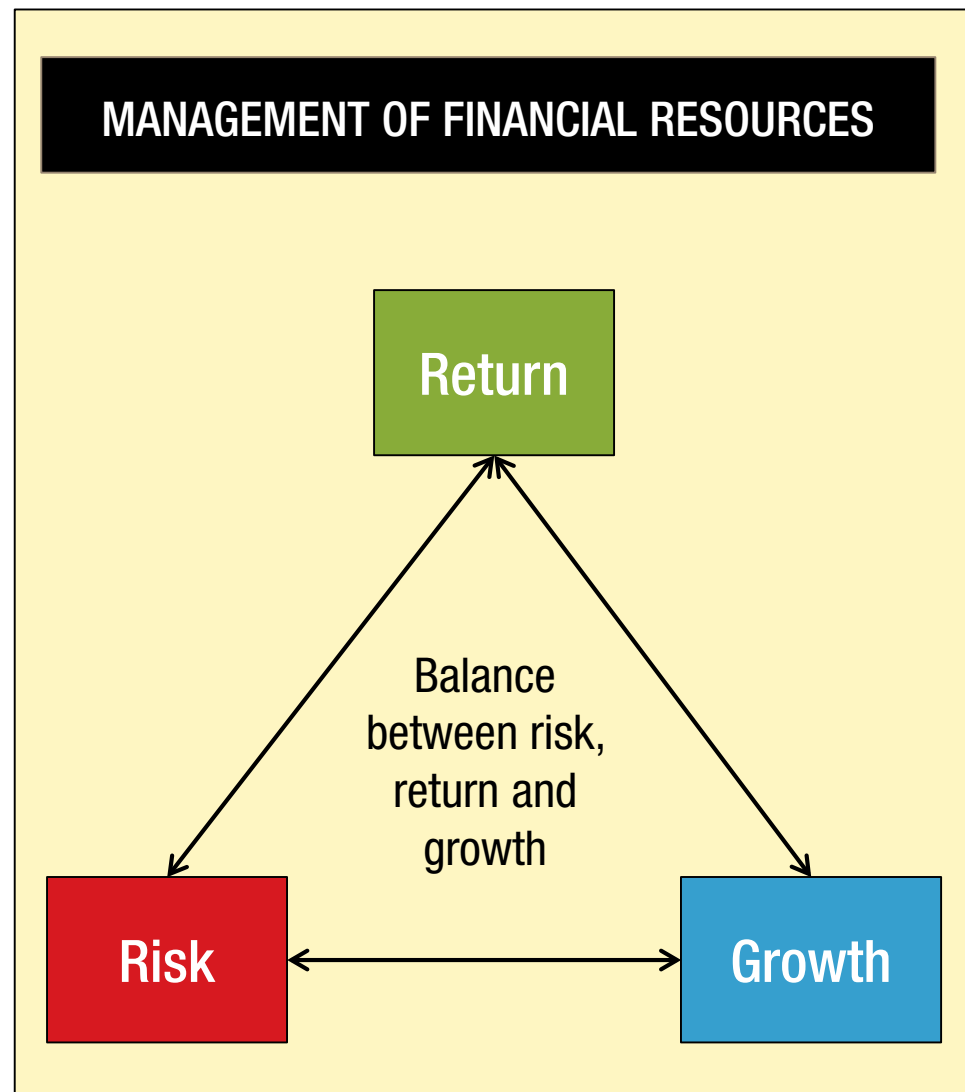 MANAGEMENT OF FINANCIAL RESOURCES
Return
Balance
between risk,
return and
growth
Risk
Growth